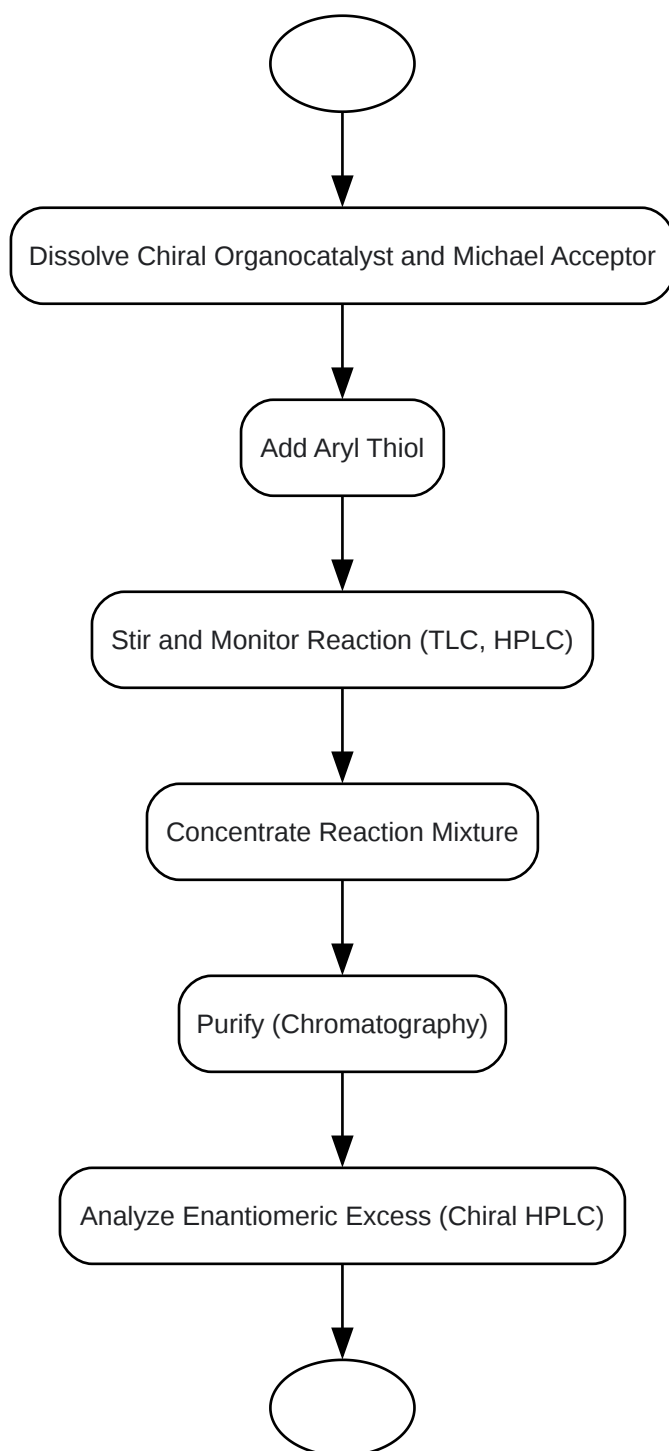 Dissolve Chiral Organocatalyst and Michael Acceptor
Add Aryl Thiol
Stir and Monitor Reaction (TLC, HPLC)
Concentrate Reaction Mixture
Purify (Chromatography)
Analyze Enantiomeric Excess (Chiral HPLC)